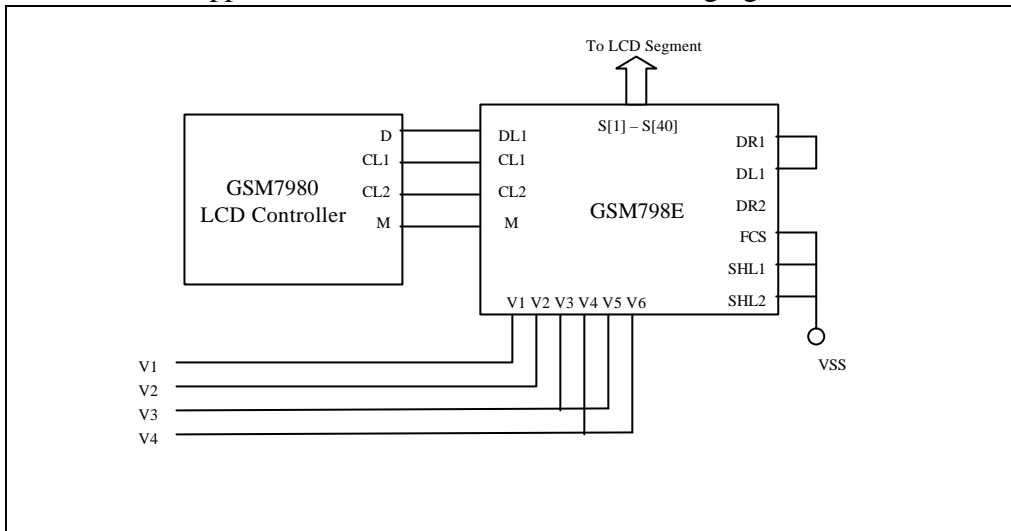 To LCD Segment
S[1] – S[40]
D
CL1
CL2
M
GSM7980
LCD Controller
DL1
CL1
CL2
M
GSM798E
DR1
DL1
DR2
FCS
SHL1
SHL2
V1 V2 V3 V4 V5 V6
VSS
V1
V2
V3
V4